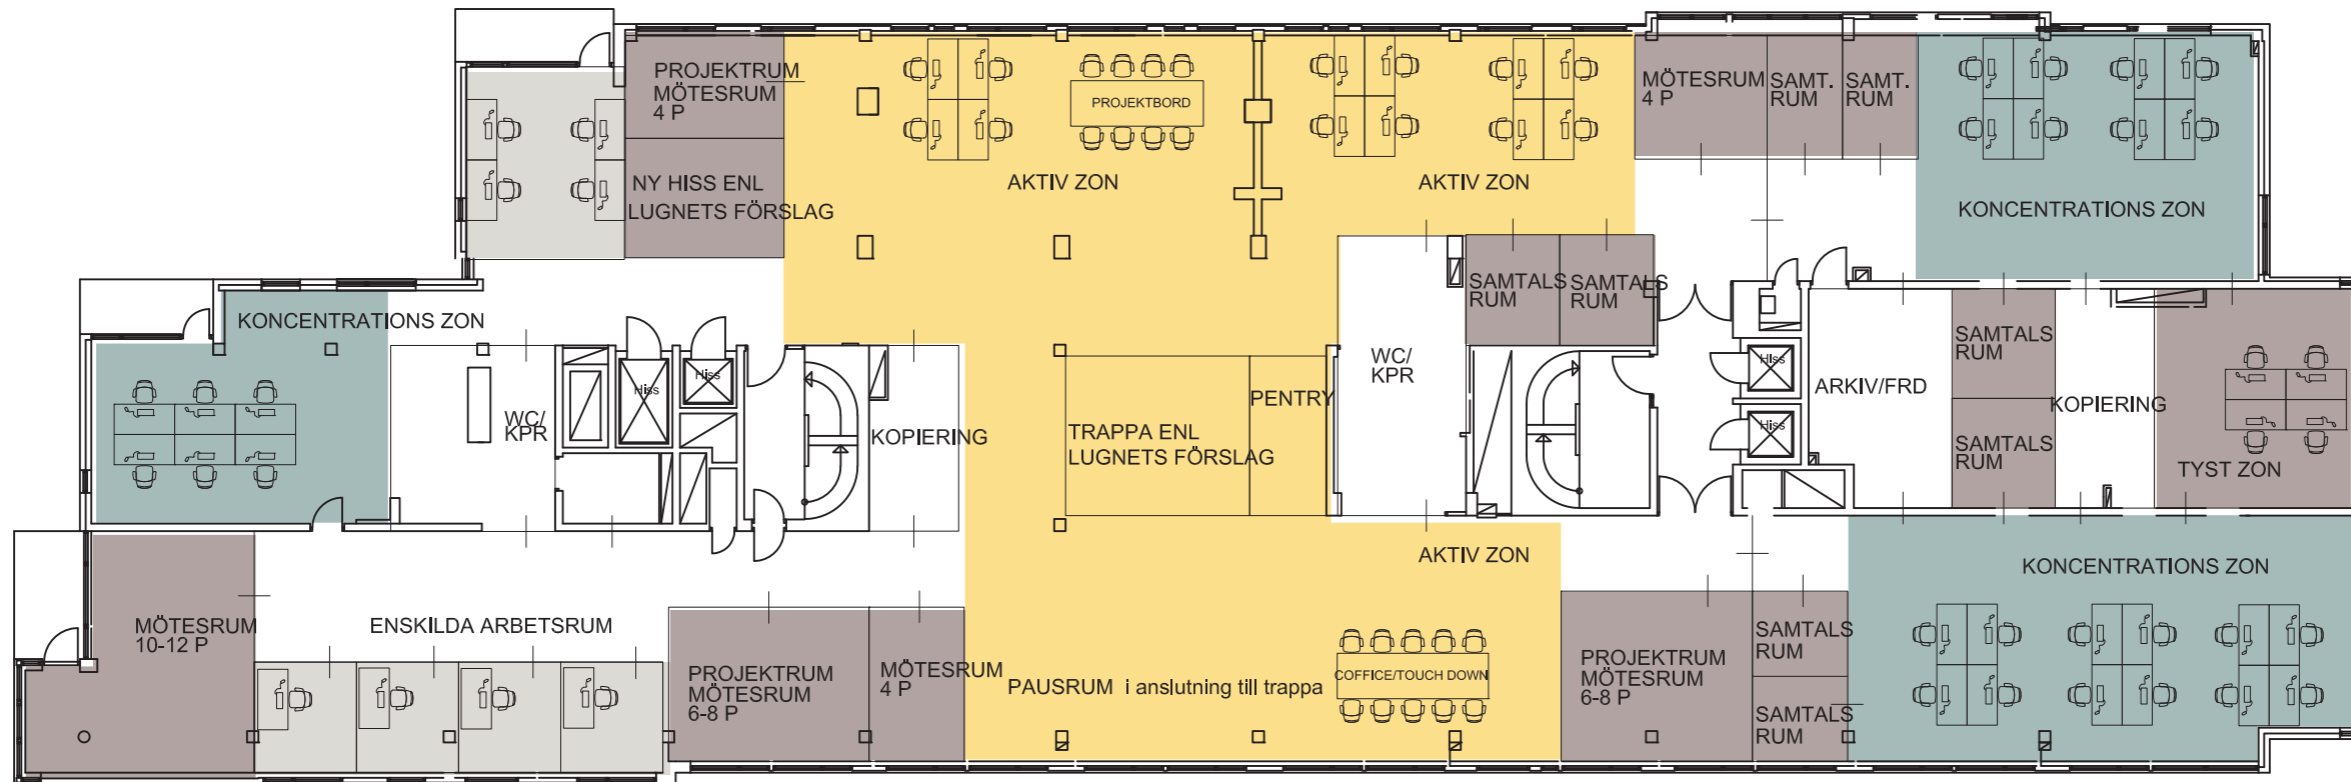 PROJEKTRUM
MÖTESRUM
4 P
PROJEKTBORD
MÖTESRUM
4 P
SAMT.
RUM
SAMT.
RUM
NY HISS ENL
LUGNETS FÖRSLAG
AKTIV ZON
AKTIV ZON
KONCENTRATIONS ZON
SAMTALS
RUM
SAMTALS
RUM
KONCENTRATIONS ZON
WC/
KPR
Hiss
Hiss
KOPIERING
TRAPPA ENL
LUGNETS FÖRSLAG
PENTRY
WC/
KPR
Hiss
Hiss
ARKIV/FRD
SAMTALS
RUM
SAMTALS
RUM
KOPIERING
TYST ZON
AKTIV ZON
KONCENTRATIONS ZON
MÖTESRUM
10-12 P
ENSKILDA ARBETSRUM
PROJEKTRUM
MÖTESRUM
6-8 P
MÖTESRUM
4 P
PAUSRUM i anslutning till trappa
COFFICE/TOUCH DOWN
PROJEKTRUM
MÖTESRUM
6-8 P
SAMTALS
RUM
SAMTALS
RUM